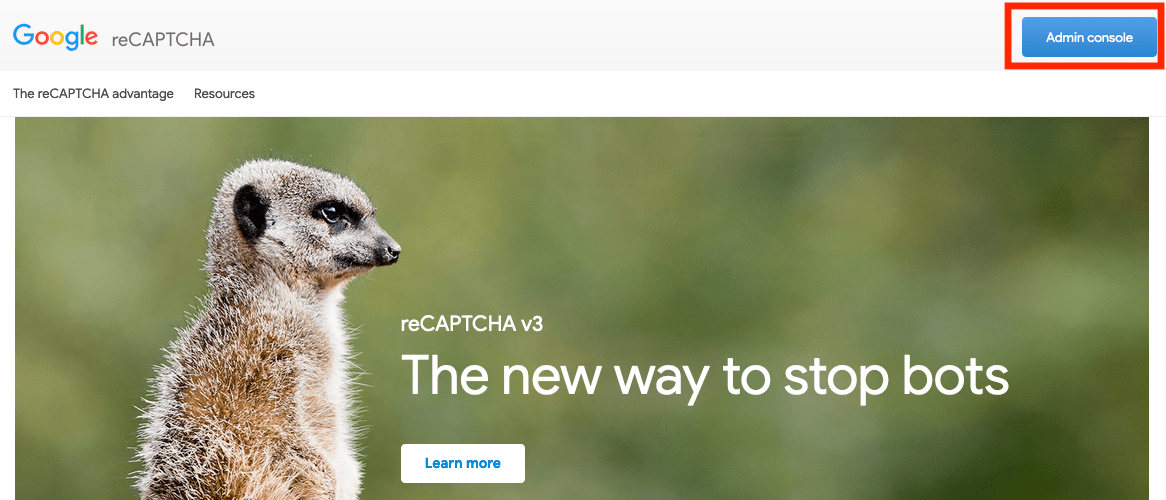 Google reCAPTCHA
Admin console
The reCAPTCHA advantage
Resources
reCAPTCHA v3
The new way to stop bots
Learn more